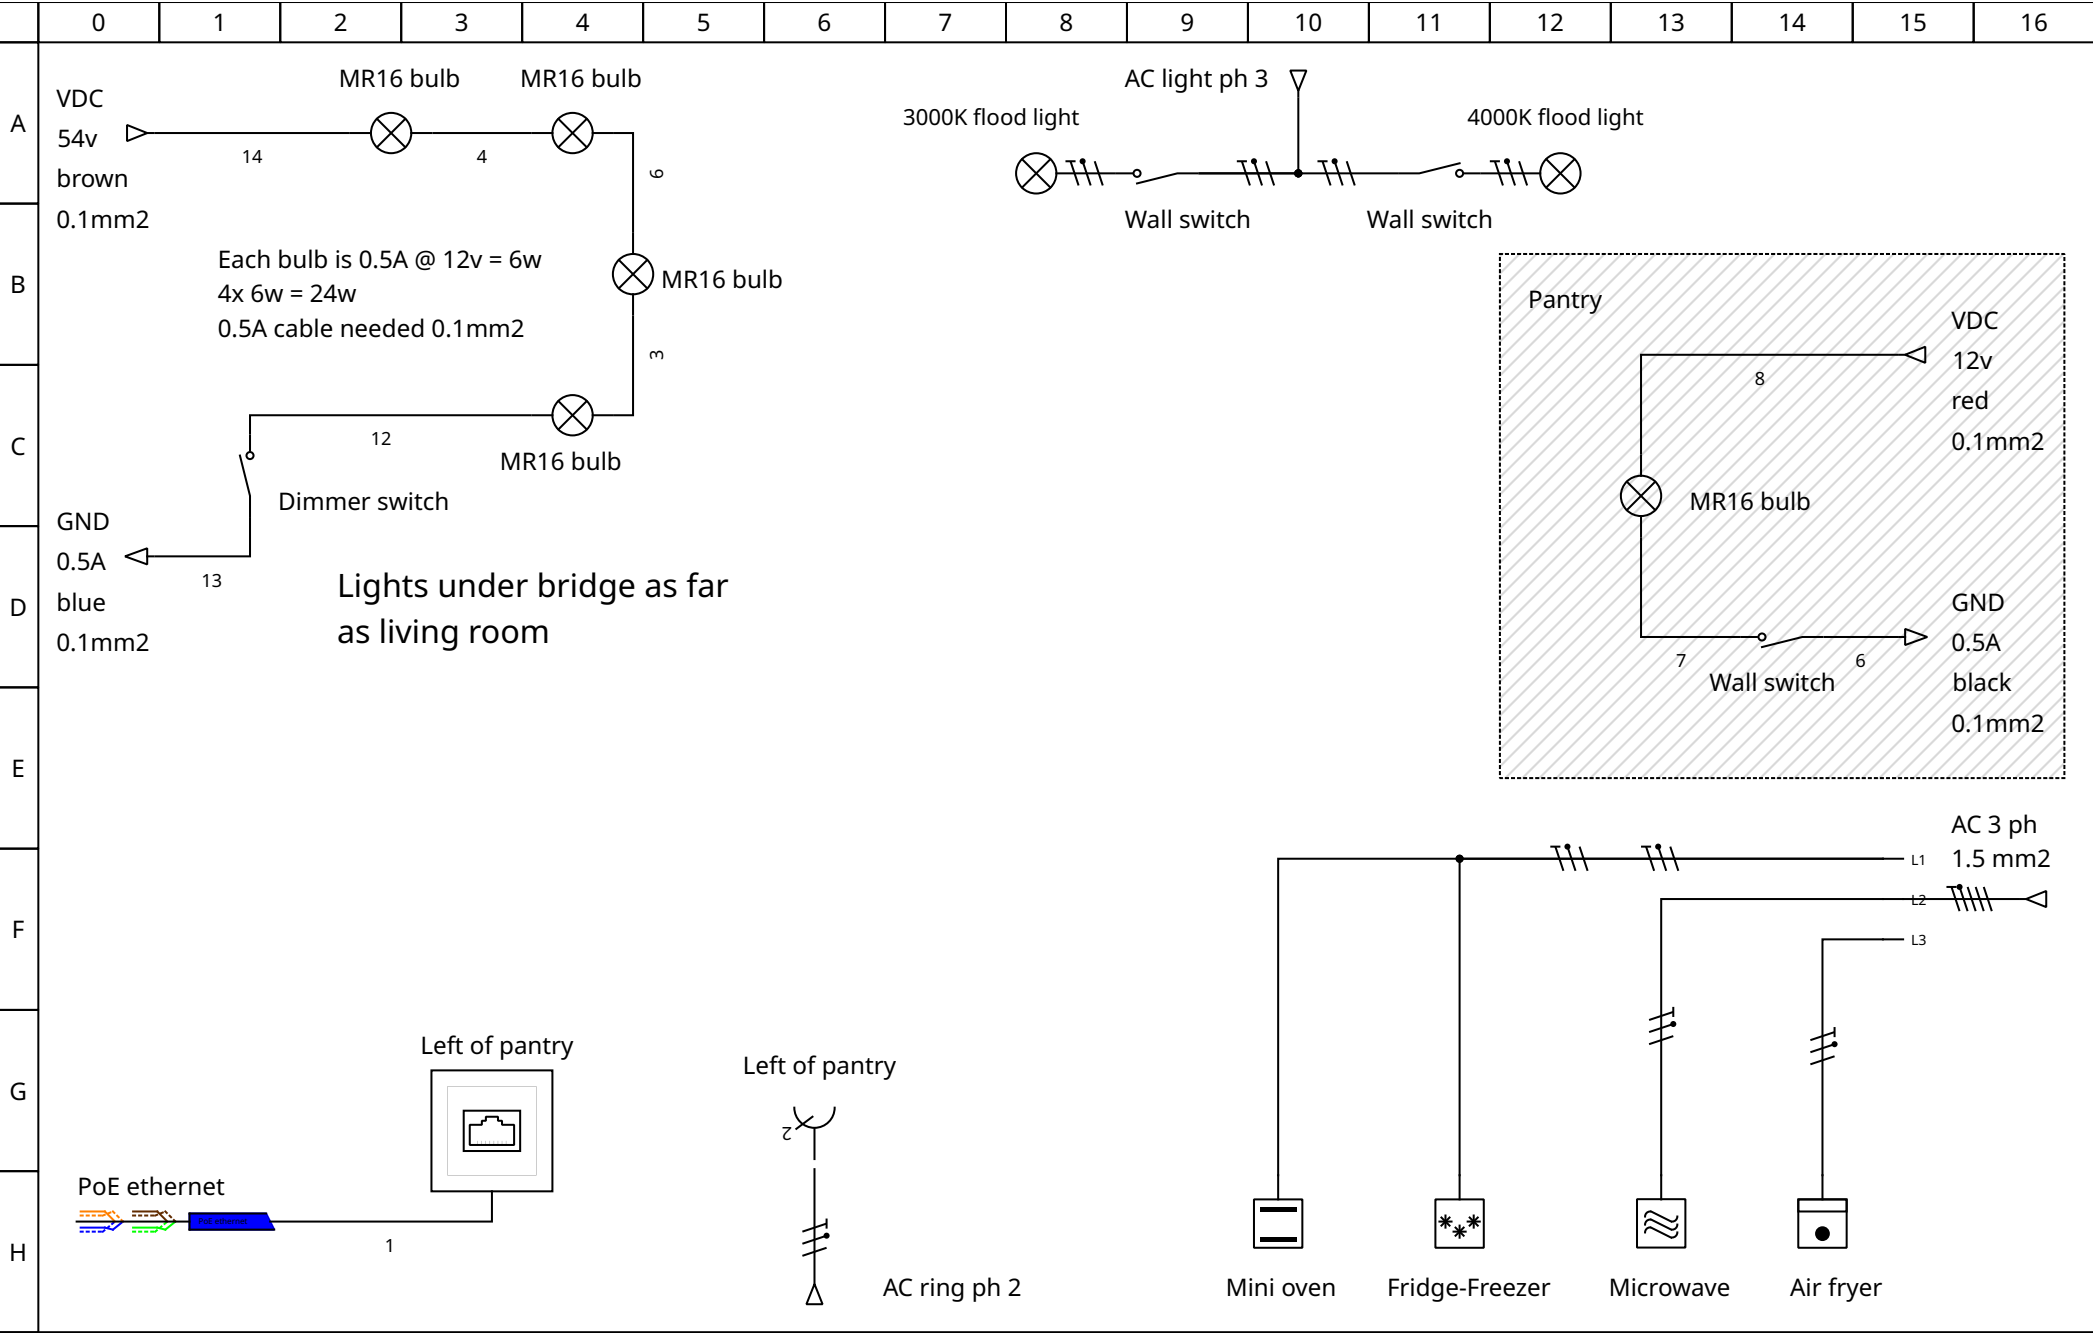 0 1 2 3 4 5 6 7 8 9 10 11 12 13 14 15 16
A
B
C
D
E
F
G
H
VDC
54v
brown
0.1mm2
14
MR16 bulb
4
MR16 bulb
6
MR16 bulb
3
MR16 bulb
12
Each bulb is 0.5A @ 12v = 6w
4x 6w = 24w
0.5A cable needed 0.1mm2
Dimmer switch
GND
0.5A
blue
0.1mm2
13
Lights under bridge as far
as living room
AC light ph 3
3000K flood light
4000K flood light
Wall switch
Wall switch
Pantry
VDC
12v
red
0.1mm2
8
MR16 bulb
GND
0.5A
black
0.1mm2
7
6
Wall switch
AC 3 ph
1.5 mm2
L1
L2
L3
Left of pantry
PoE ethernet
PoE ethernet
1
Left of pantry
2
AC ring ph 2
Mini oven
Fridge-Freezer
Microwave
Air fryer